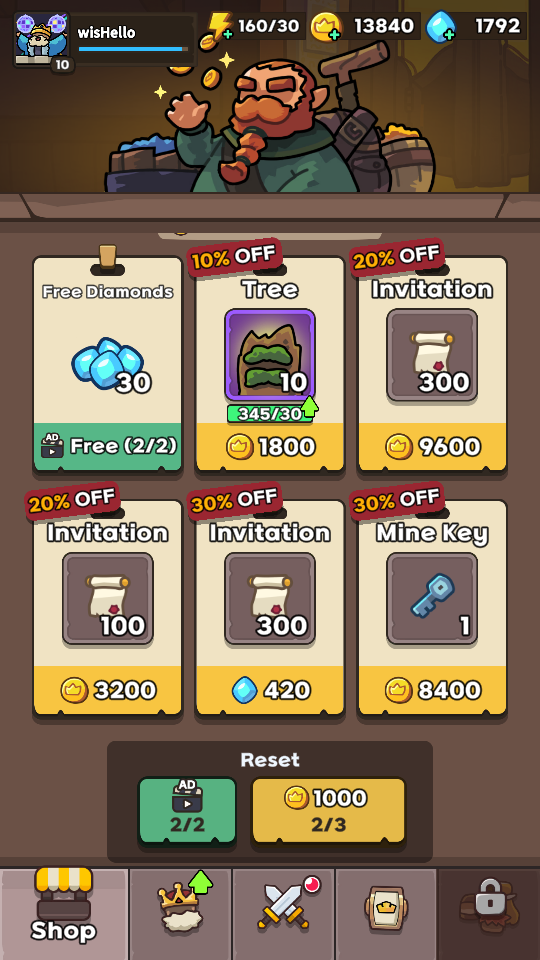 wisHello
10
160/30
13840
1792
Free Diamonds
30
AD
Free (2/2)
10% OFF
Tree
10
345/30
1800
20% OFF
Invitation
300
9600
20% OFF
Invitation
100
3200
30% OFF
Invitation
300
420
30% OFF
Mine Key
1
8400
Reset
AD
2/2
1000
2/3
Shop